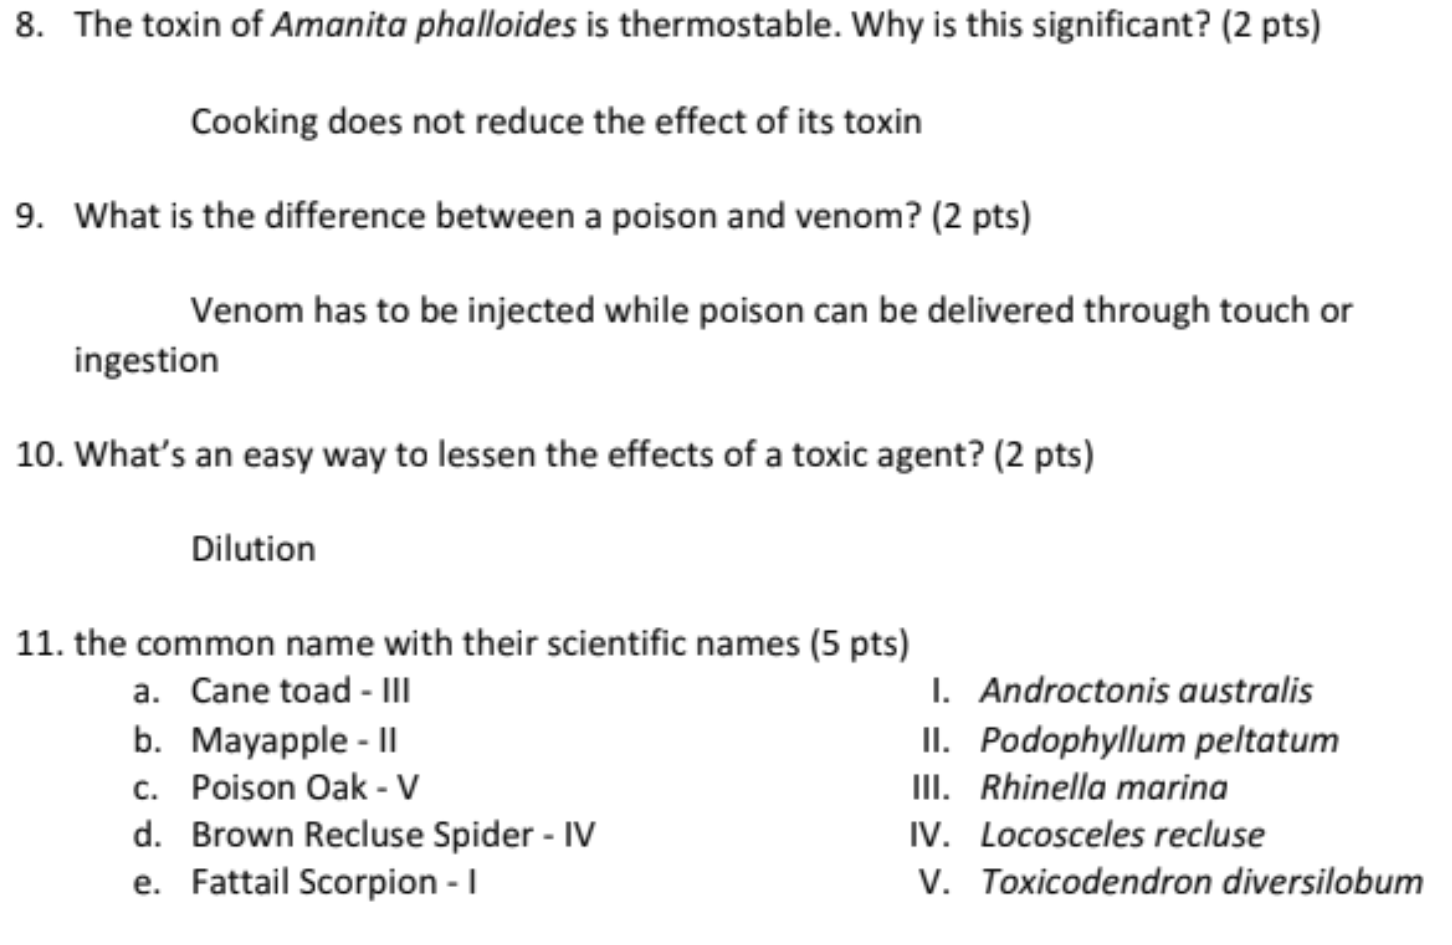 8. The toxin of Amanita phalloides is thermostable. Why is this significant? (2 pts)
Cooking does not reduce the effect of its toxin
9. What is the difference between a poison and venom? (2 pts)
Venom has to be injected while poison can be delivered through touch or
ingestion
10. What's an easy way to lessen the effects of a toxic agent? (2 pts)
Dilution
11. the common name with their scientific names (5 pts)
a. Cane toad - III
b. Mayapple - II
c. Poison Oak - V
d. Brown Recluse Spider - IV
e. Fattail Scorpion - I
I. Androctonis australis
II. Podophyllum peltatum
III. Rhinella marina
IV. Locosceles recluse
V. Toxicodendron diversilobum